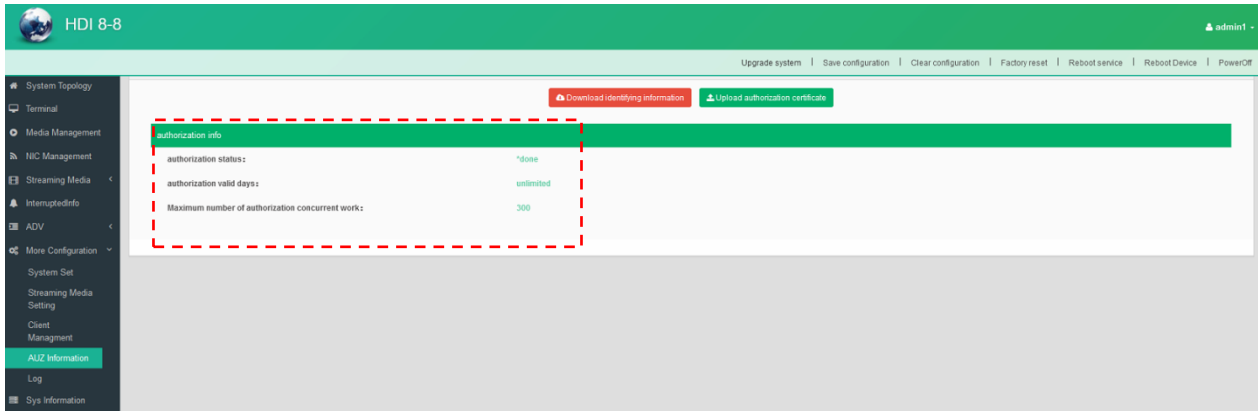 HDI 8-8
admin1
Upgrade system | Save configuration | Clear configuration | Factory reset | Reboot service | Reboot Device | PowerOff
System Topology
Terminal
Media Management
NIC Management
Streaming Media
InterruptedInfo
ADV
More Configuration
System Set
Streaming Media
Setting
Client
Managment
AUZ Information
Log
Sys Information
Download identifying information
Upload authorization certificate
authorization info
authorization status: *done
authorization valid days: unlimited
Maximum number of authorization concurrent work: 300